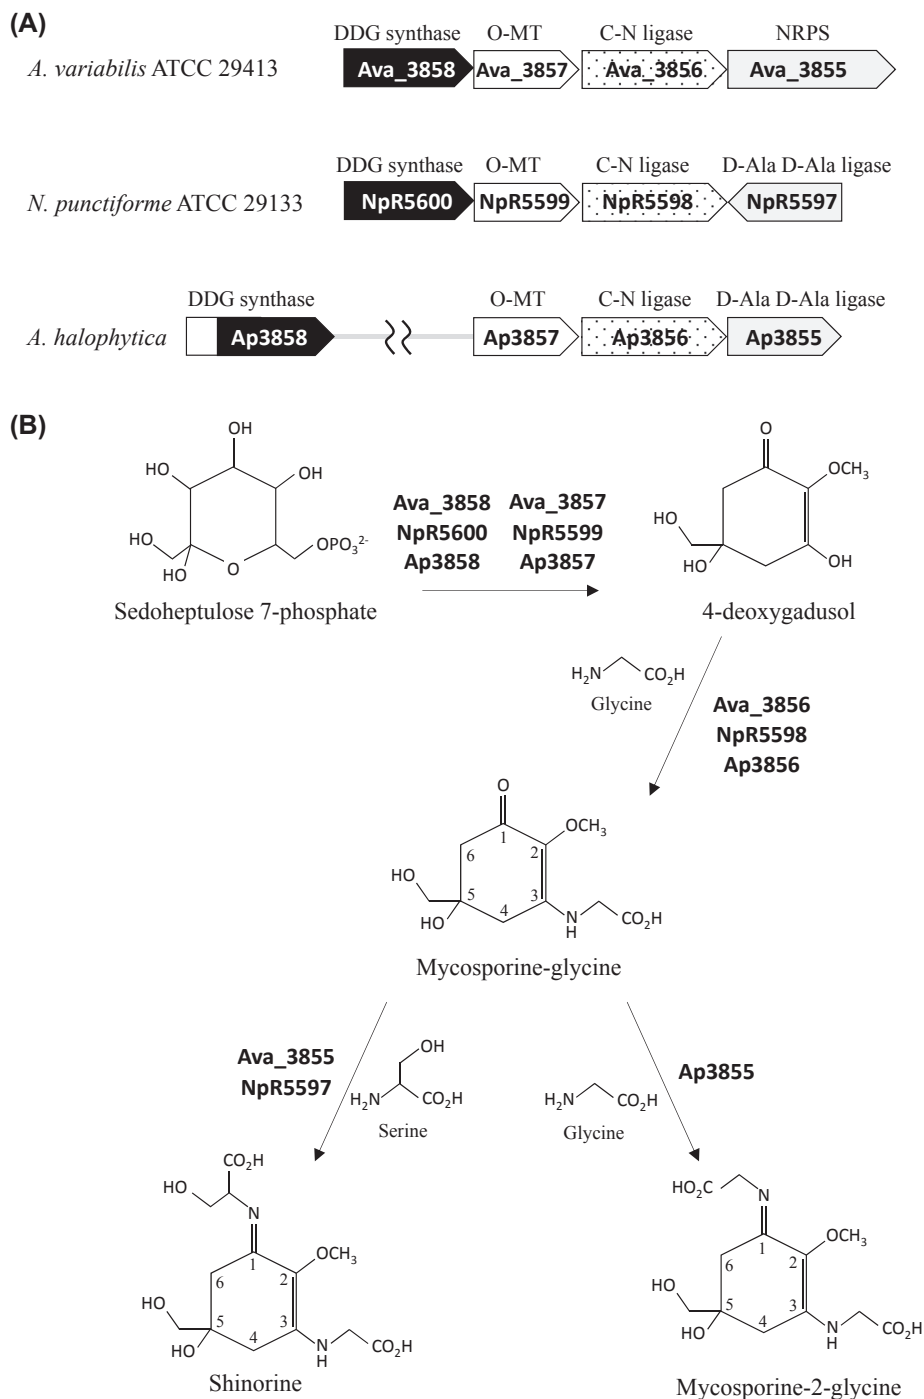 (A)
DDG synthase O-MT C-N ligase NRPS
A. variabilis ATCC 29413 Ava_3858 Ava_3857 Ava_3856 Ava_3855
DDG synthase O-MT C-N ligase D-Ala D-Ala ligase
N. punctiforme ATCC 29133 NpR5600 NpR5599 NpR5598 NpR5597
DDG synthase O-MT C-N ligase D-Ala D-Ala ligase
A. halophytica Ap3858 Ap3857 Ap3856 Ap3855
(B)
OH
HO OH
HO
HO O OPO₃²⁻
Sedoheptulose 7-phosphate
Ava_3858 Ava_3857
NpR5600 NpR5599
Ap3858 Ap3857
O
OCH₃
HO
HO OH
4-deoxygadusol
H₂N CO₂H
Glycine
Ava_3856
NpR5598
Ap3856
O
1 OCH₃
6 2
HO 5 3
HO 4 N CO₂H
H
Mycosporine-glycine
Ava_3855
NpR5597
OH
H₂N CO₂H
Serine
H₂N CO₂H
Glycine
Ap3855
CO₂H
HO
N
1 OCH₃
6 2
HO 5 3
HO 4 N CO₂H
H
Shinorine
HO₂C N
1 OCH₃
6 2
HO 5 3
HO 4 N CO₂H
H
Mycosporine-2-glycine